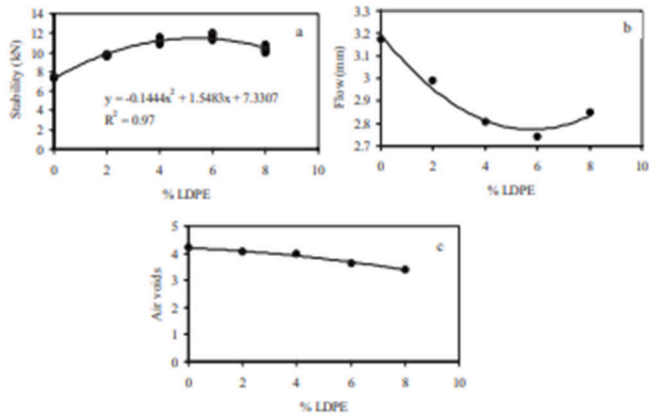 a
14
12
10
8
6
4
2
0
Stability (kN)
y = -0.1444x² + 1.5483x + 7.3307
R² = 0.97
0 2 4 6 8 10
% LDPE
b
3.2
3.1
3
2.9
2.8
2.7
Flow(mm)
0 2 4 6 8 10
% LDPE
c
5
4
3
2
1
0
Air voids
0 2 4 6 8 10
% LDPE